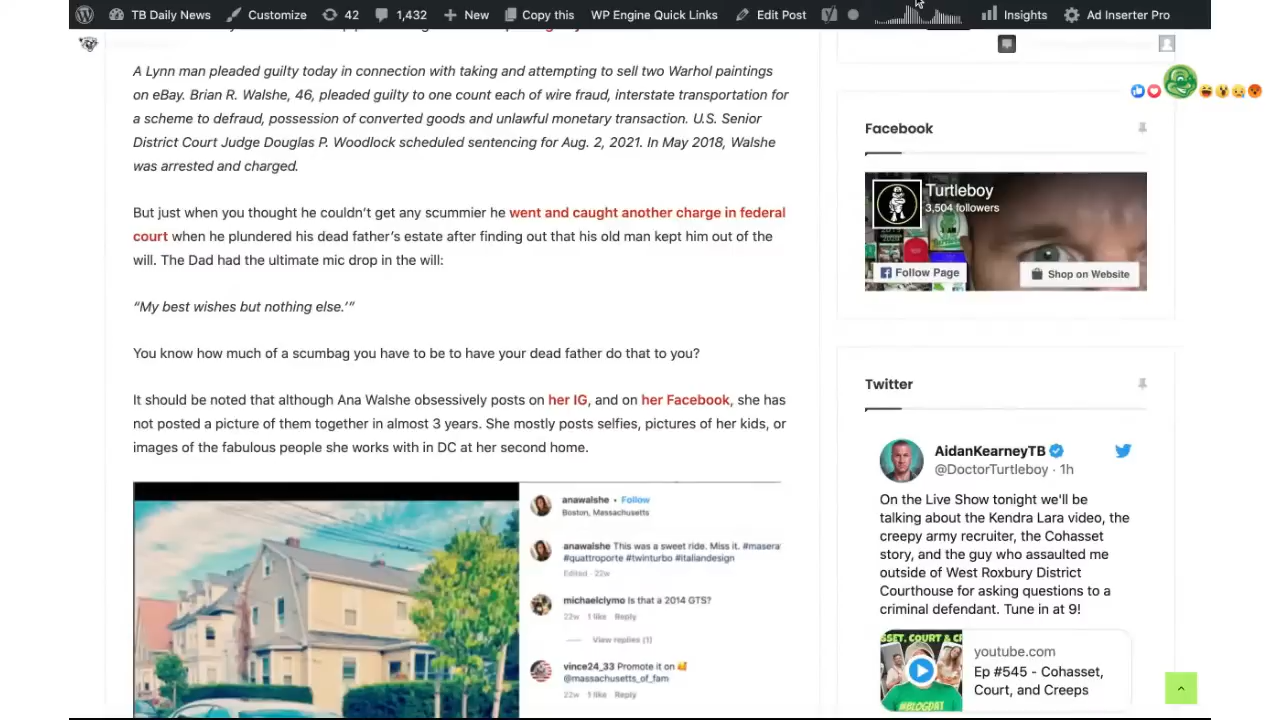 TB Daily News Customize 42 1,432 New Copy this WP Engine Quick Links Edit Post Insights Ad Inserter Pro
A Lynn man pleaded guilty today in connection with taking and attempting to sell two Warhol paintings
on eBay. Brian R. Walshe, 46, pleaded guilty to one count each of wire fraud, interstate transportation for
a scheme to defraud, possession of converted goods and unlawful monetary transaction. U.S. Senior
District Court Judge Douglas P. Woodlock scheduled sentencing for Aug. 2, 2021. In May 2018, Walshe
was arrested and charged.
But just when you thought he couldn't get any scummier he went and caught another charge in federal
court when he plundered his dead father's estate after finding out that his old man kept him out of the
will. The Dad had the ultimate mic drop in the will:
“My best wishes but nothing else.’”
You know how much of a scumbag you have to be to have your dead father do that to you?
It should be noted that although Ana Walshe obsessively posts on her IG, and on her Facebook, she has
not posted a picture of them together in almost 3 years. She mostly posts selfies, pictures of her kids, or
images of the fabulous people she works with in DC at her second home.
anawalshe • Follow
Boston, Massachusetts
anawalshe This was a sweet ride. Miss it. #masera
#quattroporte #twinturbo #italiandesign
Edited · 22w
michaelclymo Is that a 2014 GTS?
22w 1 like Reply
View replies (1)
vince24_33 Promote it on
@massachusetts_of_fam
22w 1 like Reply
Facebook
Turtleboy
3,504 followers
Follow Page
Shop on Website
Twitter
AidanKearneyTB
@DoctorTurtleboy · 1h
On the Live Show tonight we'll be
talking about the Kendra Lara video, the
creepy army recruiter, the Cohasset
story, and the guy who assaulted me
outside of West Roxbury District
Courthouse for asking questions to a
criminal defendant. Tune in at 9!
SET, COURT & CR
#BLOGDAT
youtube.com
Ep #545 - Cohasset,
Court, and Creeps